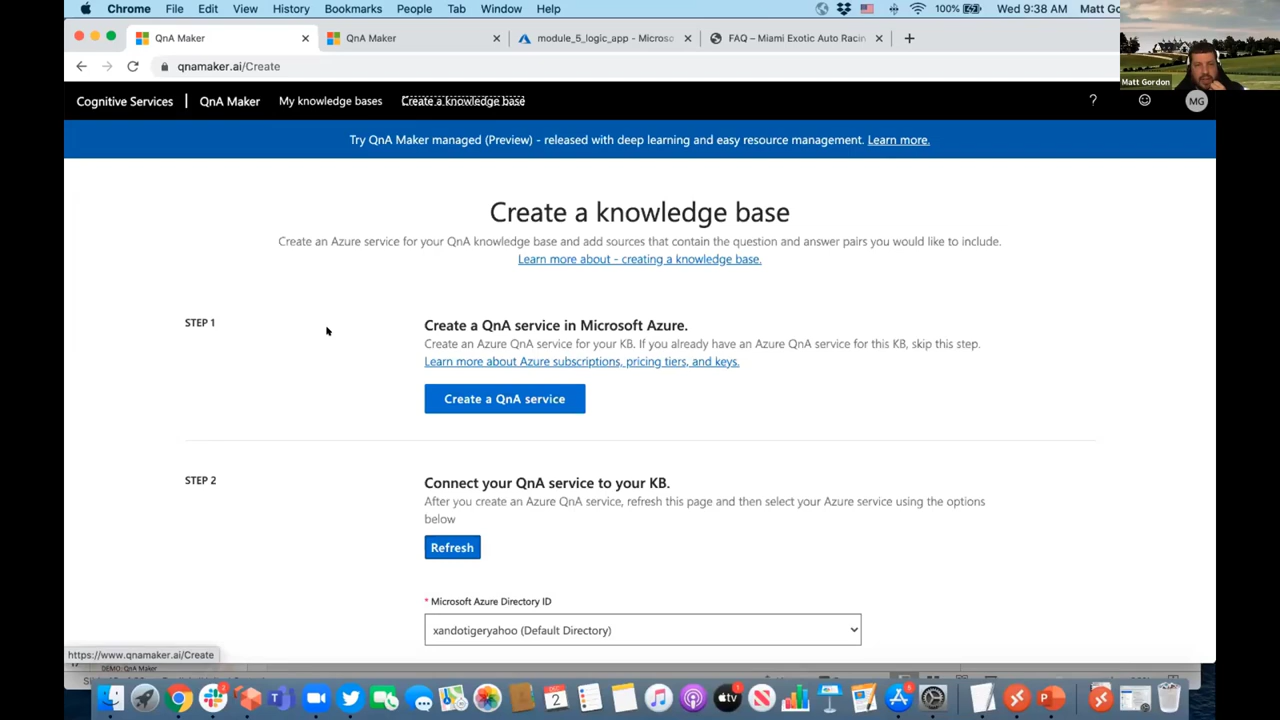 Chrome File Edit View History Bookmarks People Tab Window Help 100% Wed 9:38 AM Matt Go
QnA Maker
QnA Maker
module_5_logic_app - Microso
FAQ – Miami Exotic Auto Racin
qnamaker.ai/Create
Matt Gordon
Cognitive Services | QnA Maker My knowledge bases Create a knowledge base ? MG
Try QnA Maker managed (Preview) - released with deep learning and easy resource management. Learn more.
Create a knowledge base
Create an Azure service for your QnA knowledge base and add sources that contain the question and answer pairs you would like to include.
Learn more about - creating a knowledge base.
STEP 1
Create a QnA service in Microsoft Azure.
Create an Azure QnA service for your KB. If you already have an Azure QnA service for this KB, skip this step.
Learn more about Azure subscriptions, pricing tiers, and keys.
Create a QnA service
STEP 2
Connect your QnA service to your KB.
After you create an Azure QnA service, refresh this page and then select your Azure service using the options
below
Refresh
* Microsoft Azure Directory ID
xandotigeryahoo (Default Directory)
https://www.qnamaker.ai/Create
DEMO: QnA Maker